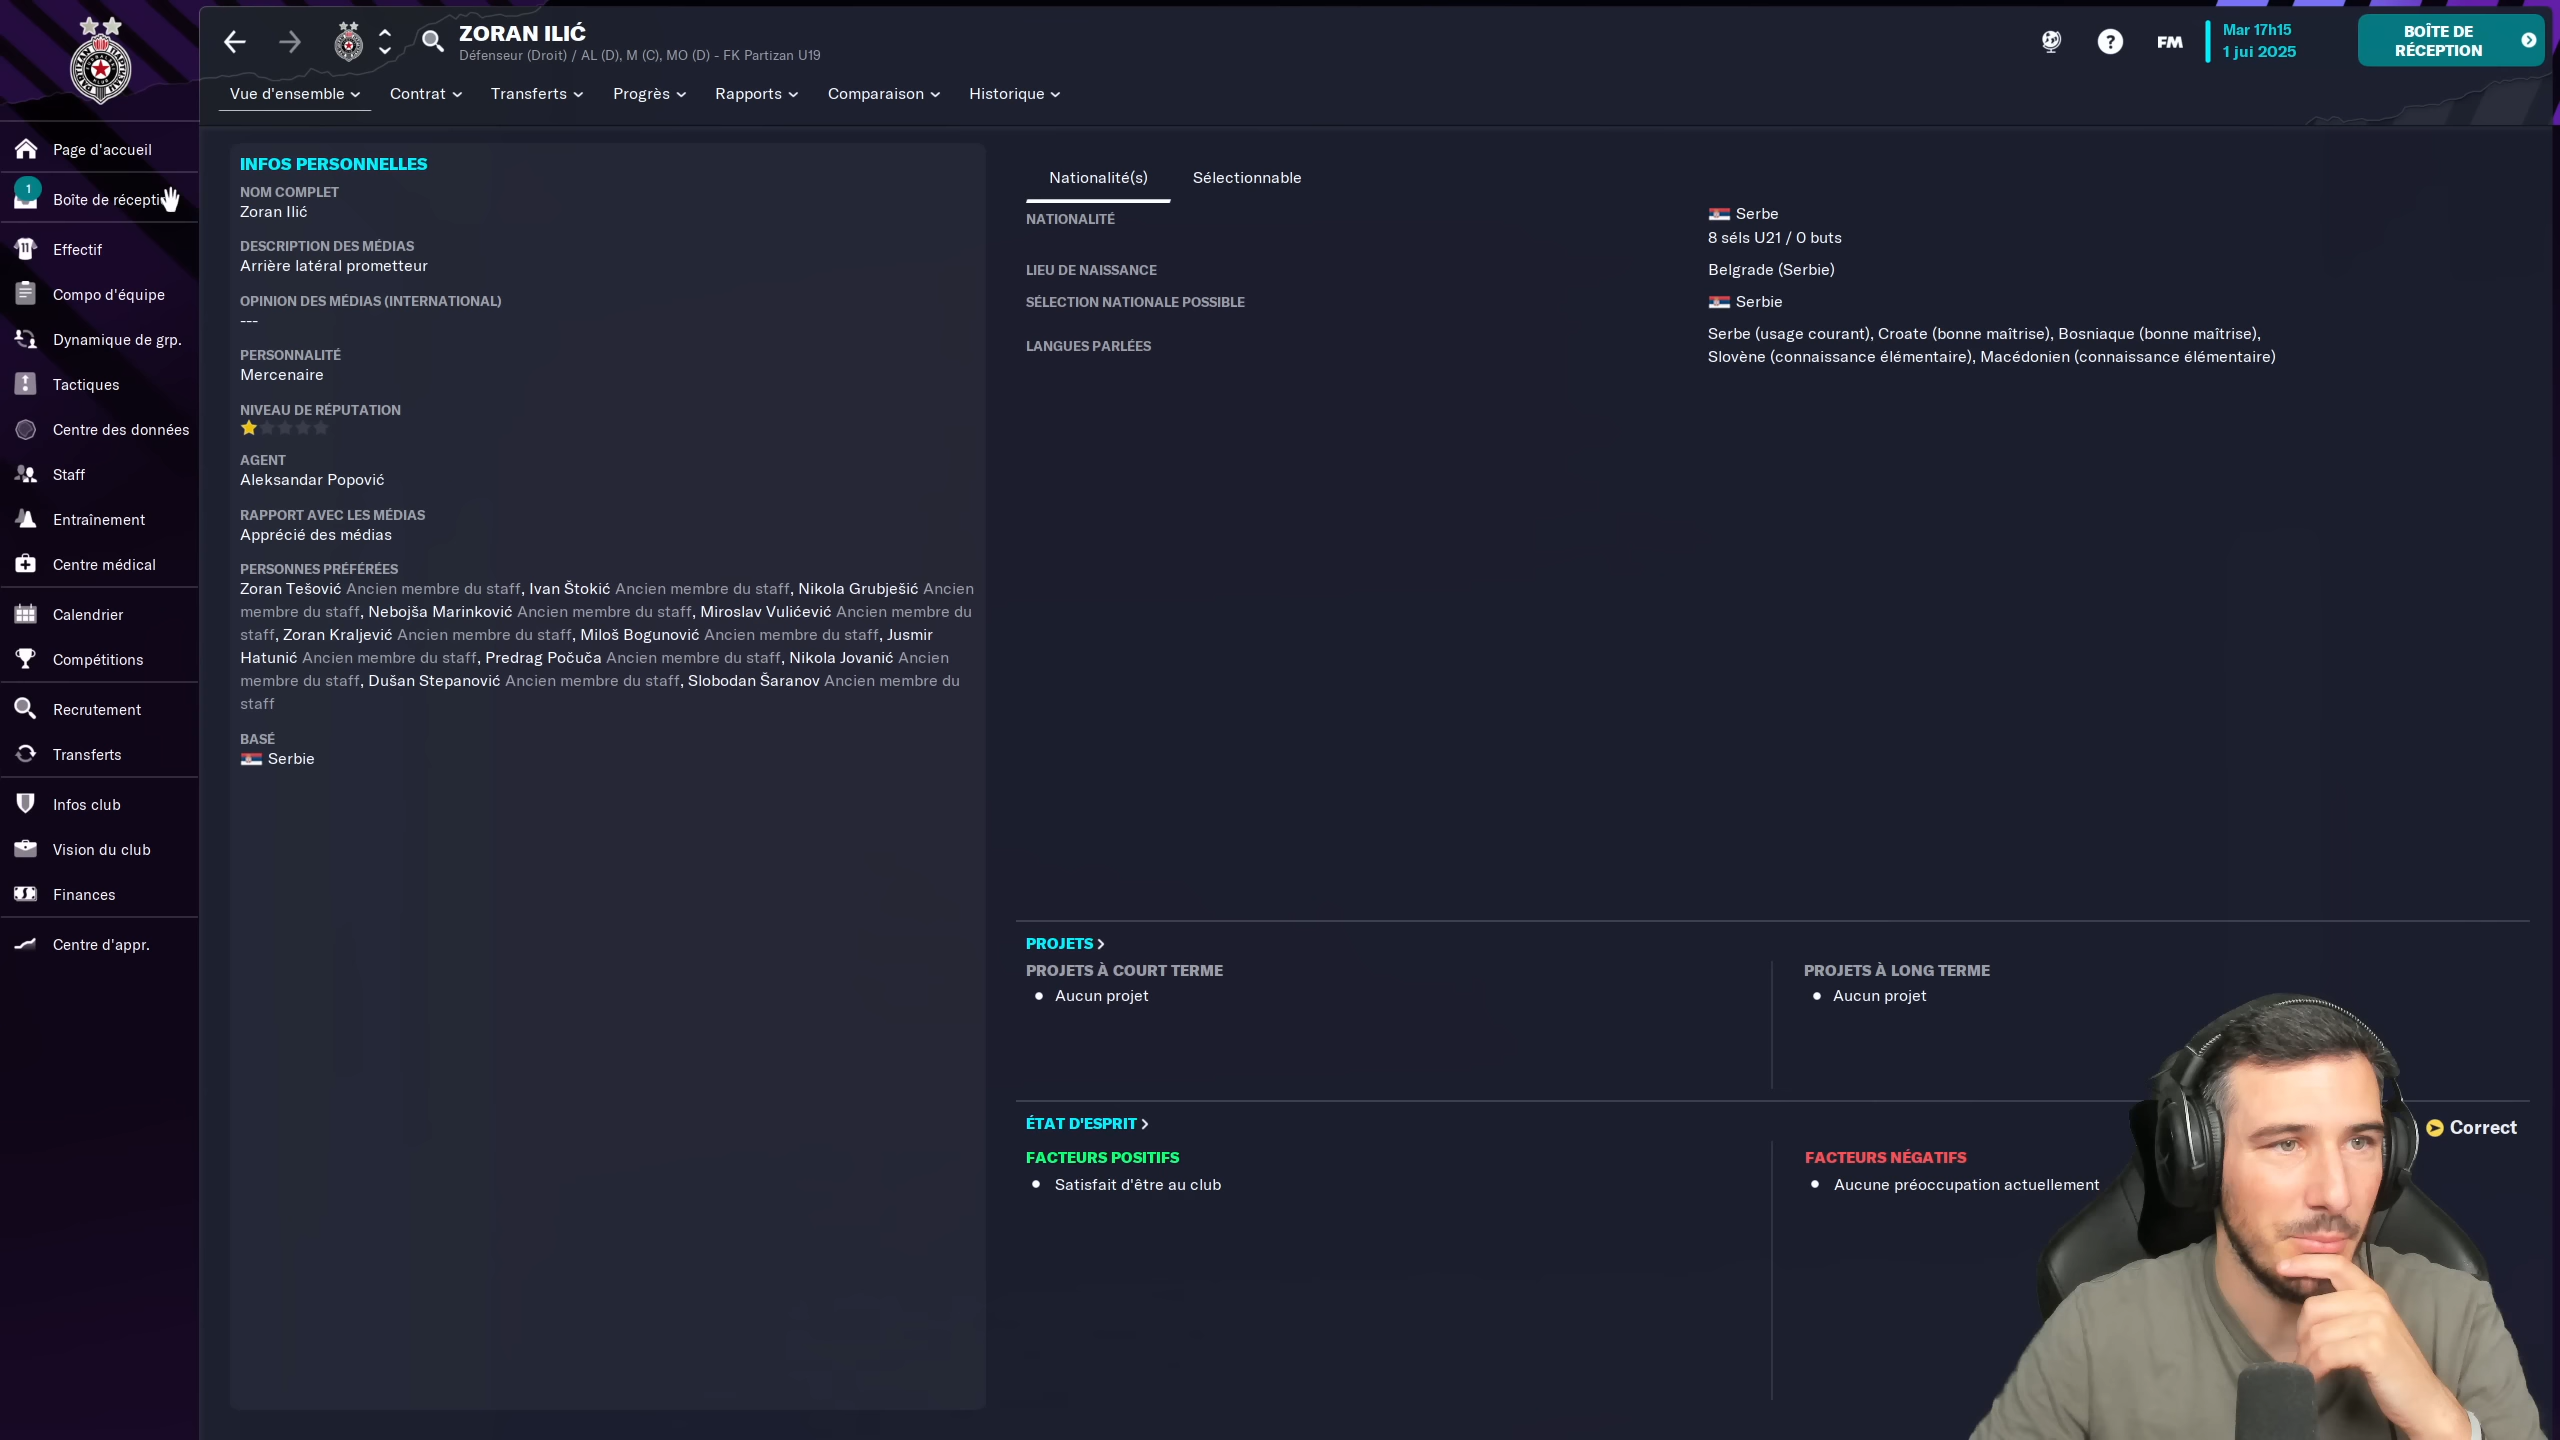 ZORAN ILIĆ
Défenseur (Droit) / AL (D), M (C), MO (D) - FK Partizan U19
?
FM
Mar 17h15
1 jui 2025
BOÎTE DE
RÉCEPTION
Vue d'ensemble
Contrat
Transferts
Progrès
Rapports
Comparaison
Historique
Page d'accueil
1
Boîte de récepti
Effectif
Compo d'équipe
Dynamique de grp.
Tactiques
Centre des données
Staff
Entraînement
Centre médical
Calendrier
Compétitions
Recrutement
Transferts
Infos club
Vision du club
Finances
Centre d'appr.
INFOS PERSONNELLES
NOM COMPLET
Zoran Ilić
DESCRIPTION DES MÉDIAS
Arrière latéral prometteur
OPINION DES MÉDIAS (INTERNATIONAL)
---
PERSONNALITÉ
Mercenaire
NIVEAU DE RÉPUTATION
AGENT
Aleksandar Popović
RAPPORT AVEC LES MÉDIAS
Apprécié des médias
PERSONNES PRÉFÉRÉES
Zoran Tešović Ancien membre du staff, Ivan Štokić Ancien membre du staff, Nikola Grubješić Ancien
membre du staff, Nebojša Marinković Ancien membre du staff, Miroslav Vulićević Ancien membre du
staff, Zoran Kraljević Ancien membre du staff, Miloš Bogunović Ancien membre du staff, Jusmir
Hatunić Ancien membre du staff, Predrag Počuča Ancien membre du staff, Nikola Jovanić Ancien
membre du staff, Dušan Stepanović Ancien membre du staff, Slobodan Šaranov Ancien membre du
staff
BASÉ
Serbie
Nationalité(s)
Sélectionnable
NATIONALITÉ
Serbe
8 séls U21 / 0 buts
LIEU DE NAISSANCE
Belgrade (Serbie)
SÉLECTION NATIONALE POSSIBLE
Serbie
LANGUES PARLÉES
Serbe (usage courant), Croate (bonne maîtrise), Bosniaque (bonne maîtrise),
Slovène (connaissance élémentaire), Macédonien (connaissance élémentaire)
PROJETS
PROJETS À COURT TERME
Aucun projet
PROJETS À LONG TERME
Aucun projet
ÉTAT D'ESPRIT
Correct
FACTEURS POSITIFS
Satisfait d'être au club
FACTEURS NÉGATIFS
Aucune préoccupation actuellement